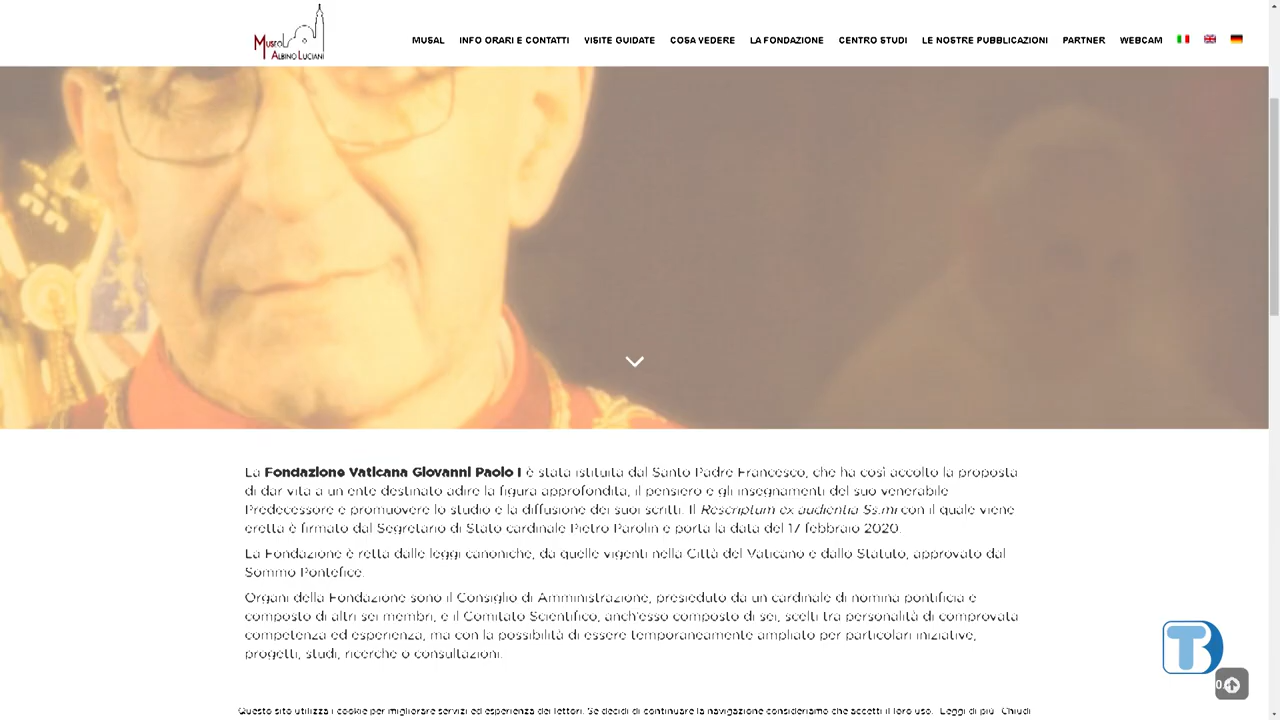 MUSEO
ALBINO LUCIANI
MUSAL INFO ORARI E CONTATTI VISITE GUIDATE COSA VEDERE LA FONDAZIONE CENTRO STUDI LE NOSTRE PUBBLICAZIONI PARTNER WEBCAM
La Fondazione Vaticana Giovanni Paolo I è stata istituita dal Santo Padre Francesco, che ha così accolto la proposta
di dar vita a un ente destinato adire la figura approfondita, il pensiero e gli insegnamenti del suo venerabile
Predecessore e promuovere lo studio e la diffusione dei suoi scritti. Il Rescriptum ex audientia Ss.mi con il quale viene
eretta è firmato dal Segretario di Stato cardinale Pietro Parolin e porta la data del 17 febbraio 2020.
La Fondazione è retta dalle leggi canoniche, da quelle vigenti nella Città del Vaticano e dallo Statuto, approvato dal
Sommo Pontefice.
Organi della Fondazione sono il Consiglio di Amministrazione, presieduto da un cardinale di nomina pontificia e
composto di altri sei membri, e il Comitato Scientifico, anch'esso composto di sei, scelti tra personalità di comprovata
competenza ed esperienza, ma con la possibilità di essere temporaneamente ampliato per particolari iniziative,
progetti, studi, ricerche o consultazioni.
TB
Questo sito utilizza i cookie per migliorare servizi ed esperienza dei lettori. Se decidi di continuare la navigazione consideriamo che accetti il loro uso. Leggi di più Chiudi